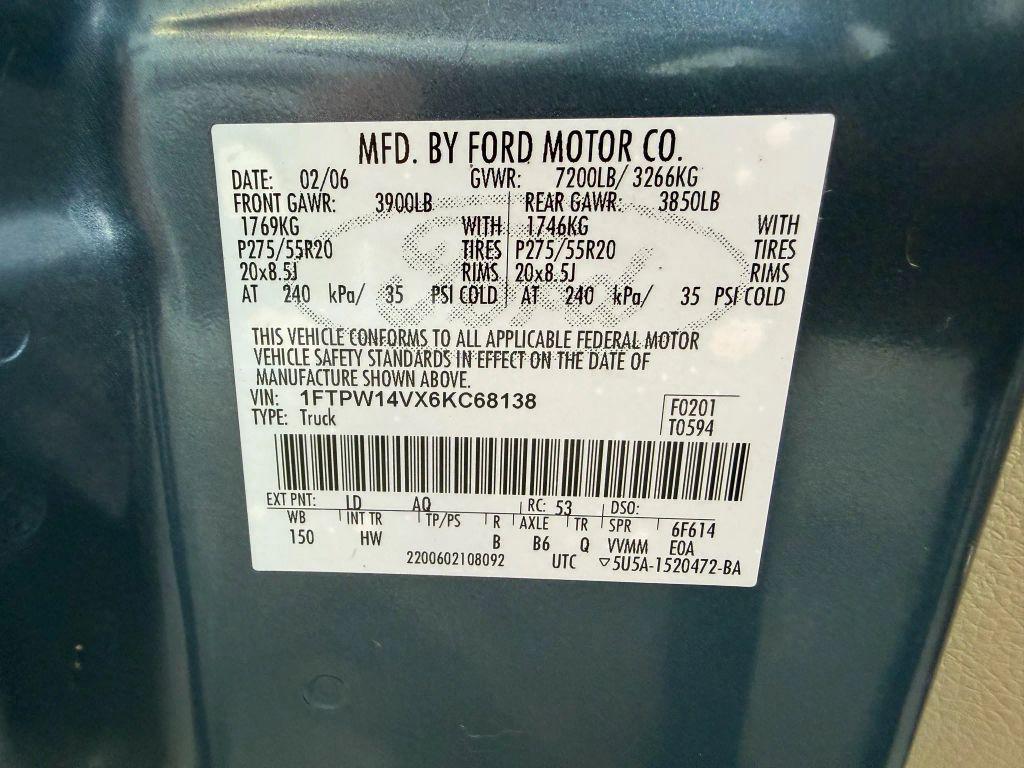 MFD. BY FORD MOTOR CO.
DATE: 02/06 GVWR: 7200LB/ 3266KG
FRONT GAWR: 3900LB REAR GAWR: 3850LB
1769KG WITH 1746KG WITH
P275/55R20 TIRES P275/55R20 TIRES
20x8.5J RIMS 20x8.5J RIMS
AT 240 kPa/ 35 PSI COLD AT 240 kPa/ 35 PSI COLD
Ford
THIS VEHICLE CONFORMS TO ALL APPLICABLE FEDERAL MOTOR
VEHICLE SAFETY STANDARDS IN EFFECT ON THE DATE OF
MANUFACTURE SHOWN ABOVE.
VIN: 1FTPW14VX6KC68138
TYPE: Truck
F0201
T0594
EXT PNT: LD AQ RC: 53 DSO:
WB INT TR TP/PS R AXLE TR SPR 6F614
150 HW B B6 Q VVMM E0A
2200602108092 UTC ▽5U5A-1520472-BA